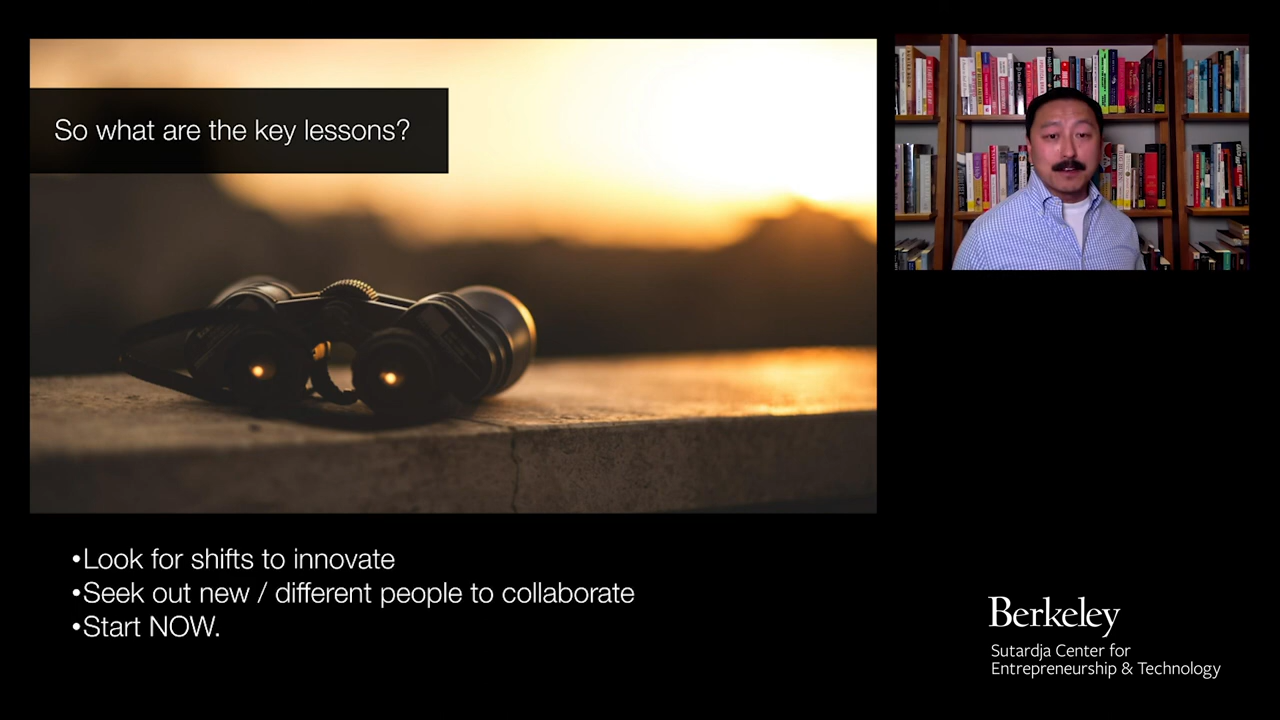 So what are the key lessons?
•Look for shifts to innovate
•Seek out new / different people to collaborate
•Start NOW.
Berkeley
Sutardja Center for
Entrepreneurship & Technology